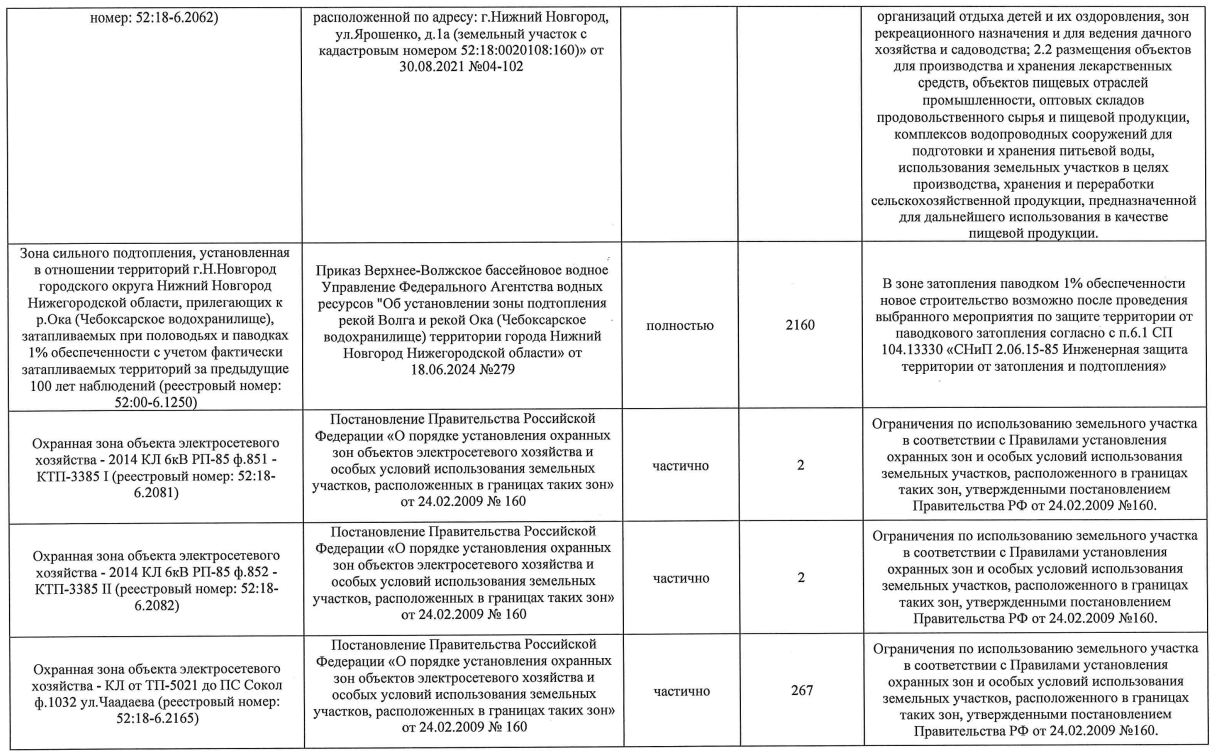 номер: 52:18-6.2062)
расположенной по адресу: г.Нижний Новгород,
ул.Ярошенко, д.1а (земельный участок с
кадастровым номером 52:18:0020108:160)» от
30.08.2021 №04-102
организаций отдыха детей и их оздоровления, зон
рекреационного назначения и для ведения дачного
хозяйства и садоводства; 2.2 размещения объектов
для производства и хранения лекарственных
средств, объектов пищевых отраслей
промышленности, оптовых складов
продовольственного сырья и пищевой продукции,
комплексов водопроводных сооружений для
подготовки и хранения питьевой воды,
использования земельных участков в целях
производства, хранения и переработки
сельскохозяйственной продукции, предназначенной
для дальнейшего использования в качестве
пищевой продукции.
Зона сильного подтопления, установленная
в отношении территорий г.Н.Новгород
городского округа Нижний Новгород
Нижегородской области, прилегающих к
р.Ока (Чебоксарское водохранилище),
затапливаемых при половодьях и паводках
1% обеспеченности с учетом фактически
затапливаемых территорий за предыдущие
100 лет наблюдений (реестровый номер:
52:00-6.1250)
Приказ Верхнее-Волжское бассейновое водное
Управление Федерального Агентства водных
ресурсов "Об установлении зоны подтопления
рекой Волга и рекой Ока (Чебоксарское
водохранилище) территории города Нижний
Новгород Нижегородской области» от
18.06.2024 №279
полностью
2160
В зоне затопления паводком 1% обеспеченности
новое строительство возможно после проведения
выбранного мероприятия по защите территории от
паводкового затопления согласно с п.6.1 СП
104.13330 «СНиП 2.06.15-85 Инженерная защита
территории от затопления и подтопления»
Охранная зона объекта электросетевого
хозяйства - 2014 КЛ 6кВ РП-85 ф.851 -
КТП-3385 I (реестровый номер: 52:18-
6.2081)
Постановление Правительства Российской
Федерации «О порядке установления охранных
зон объектов электросетевого хозяйства и
особых условий использования земельных
участков, расположенных в границах таких зон»
от 24.02.2009 № 160
частично
2
Ограничения по использованию земельного участка
в соответствии с Правилами установления
охранных зон и особых условий использования
земельных участков, расположенного в границах
таких зон, утвержденными постановлением
Правительства РФ от 24.02.2009 №160.
Охранная зона объекта электросетевого
хозяйства - 2014 КЛ 6кВ РП-85 ф.852 -
КТП-3385 II (реестровый номер: 52:18-
6.2082)
Постановление Правительства Российской
Федерации «О порядке установления охранных
зон объектов электросетевого хозяйства и
особых условий использования земельных
участков, расположенных в границах таких зон»
от 24.02.2009 № 160
частично
2
Ограничения по использованию земельного участка
в соответствии с Правилами установления
охранных зон и особых условий использования
земельных участков, расположенного в границах
таких зон, утвержденными постановлением
Правительства РФ от 24.02.2009 №160.
Охранная зона объекта электросетевого
хозяйства - КЛ от ТП-5021 до ПС Сокол
ф.1032 ул.Чаадаева (реестровый номер:
52:18-6.2165)
Постановление Правительства Российской
Федерации «О порядке установления охранных
зон объектов электросетевого хозяйства и
особых условий использования земельных
участков, расположенных в границах таких зон»
от 24.02.2009 № 160
частично
267
Ограничения по использованию земельного участка
в соответствии с Правилами установления
охранных зон и особых условий использования
земельных участков, расположенного в границах
таких зон, утвержденными постановлением
Правительства РФ от 24.02.2009 №160.